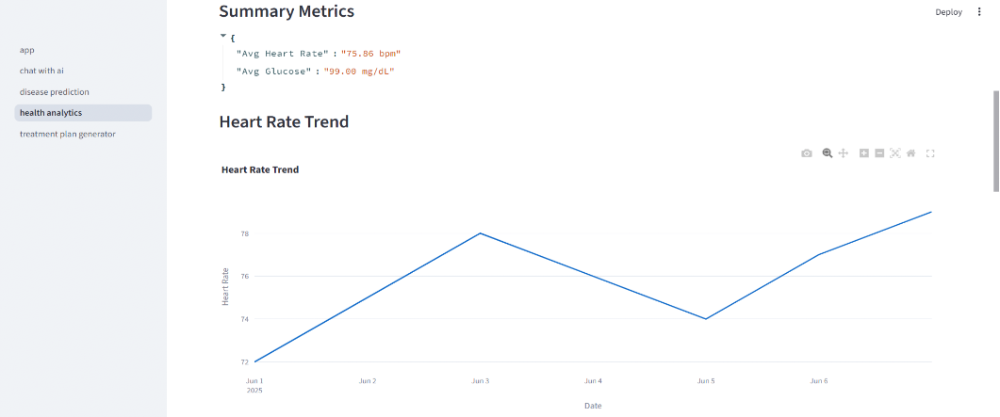 Deploy
app
chat with ai
disease prediction
health analytics
treatment plan generator
Summary Metrics
{
"Avg Heart Rate" : "75.86 bpm"
"Avg Glucose" : "99.00 mg/dL"
}
Heart Rate Trend
Heart Rate Trend
78
76
74
72
Heart Rate
Jun 1
2025
Jun 2
Jun 3
Jun 4
Jun 5
Jun 6
Date